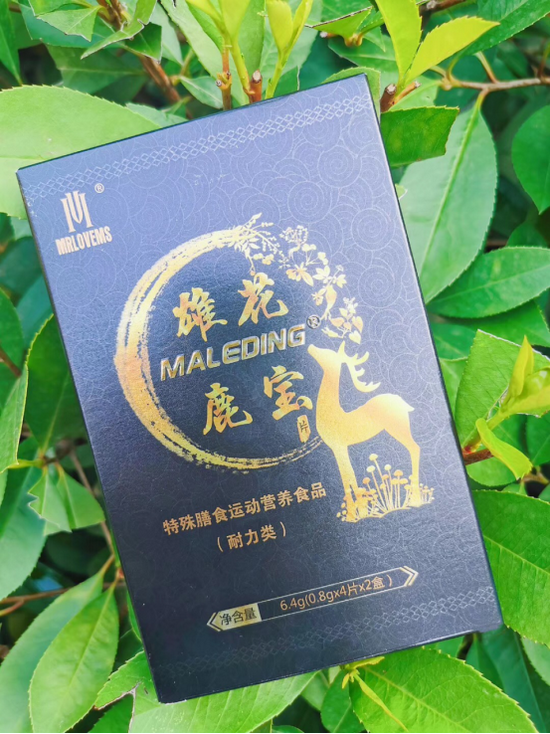 ®
MRLOVEMS
雄花
MALEDING®
鹿宝
片
特殊膳食运动营养食品
（耐力类）
净含量 6.4g(0.8gx4片x2盒)